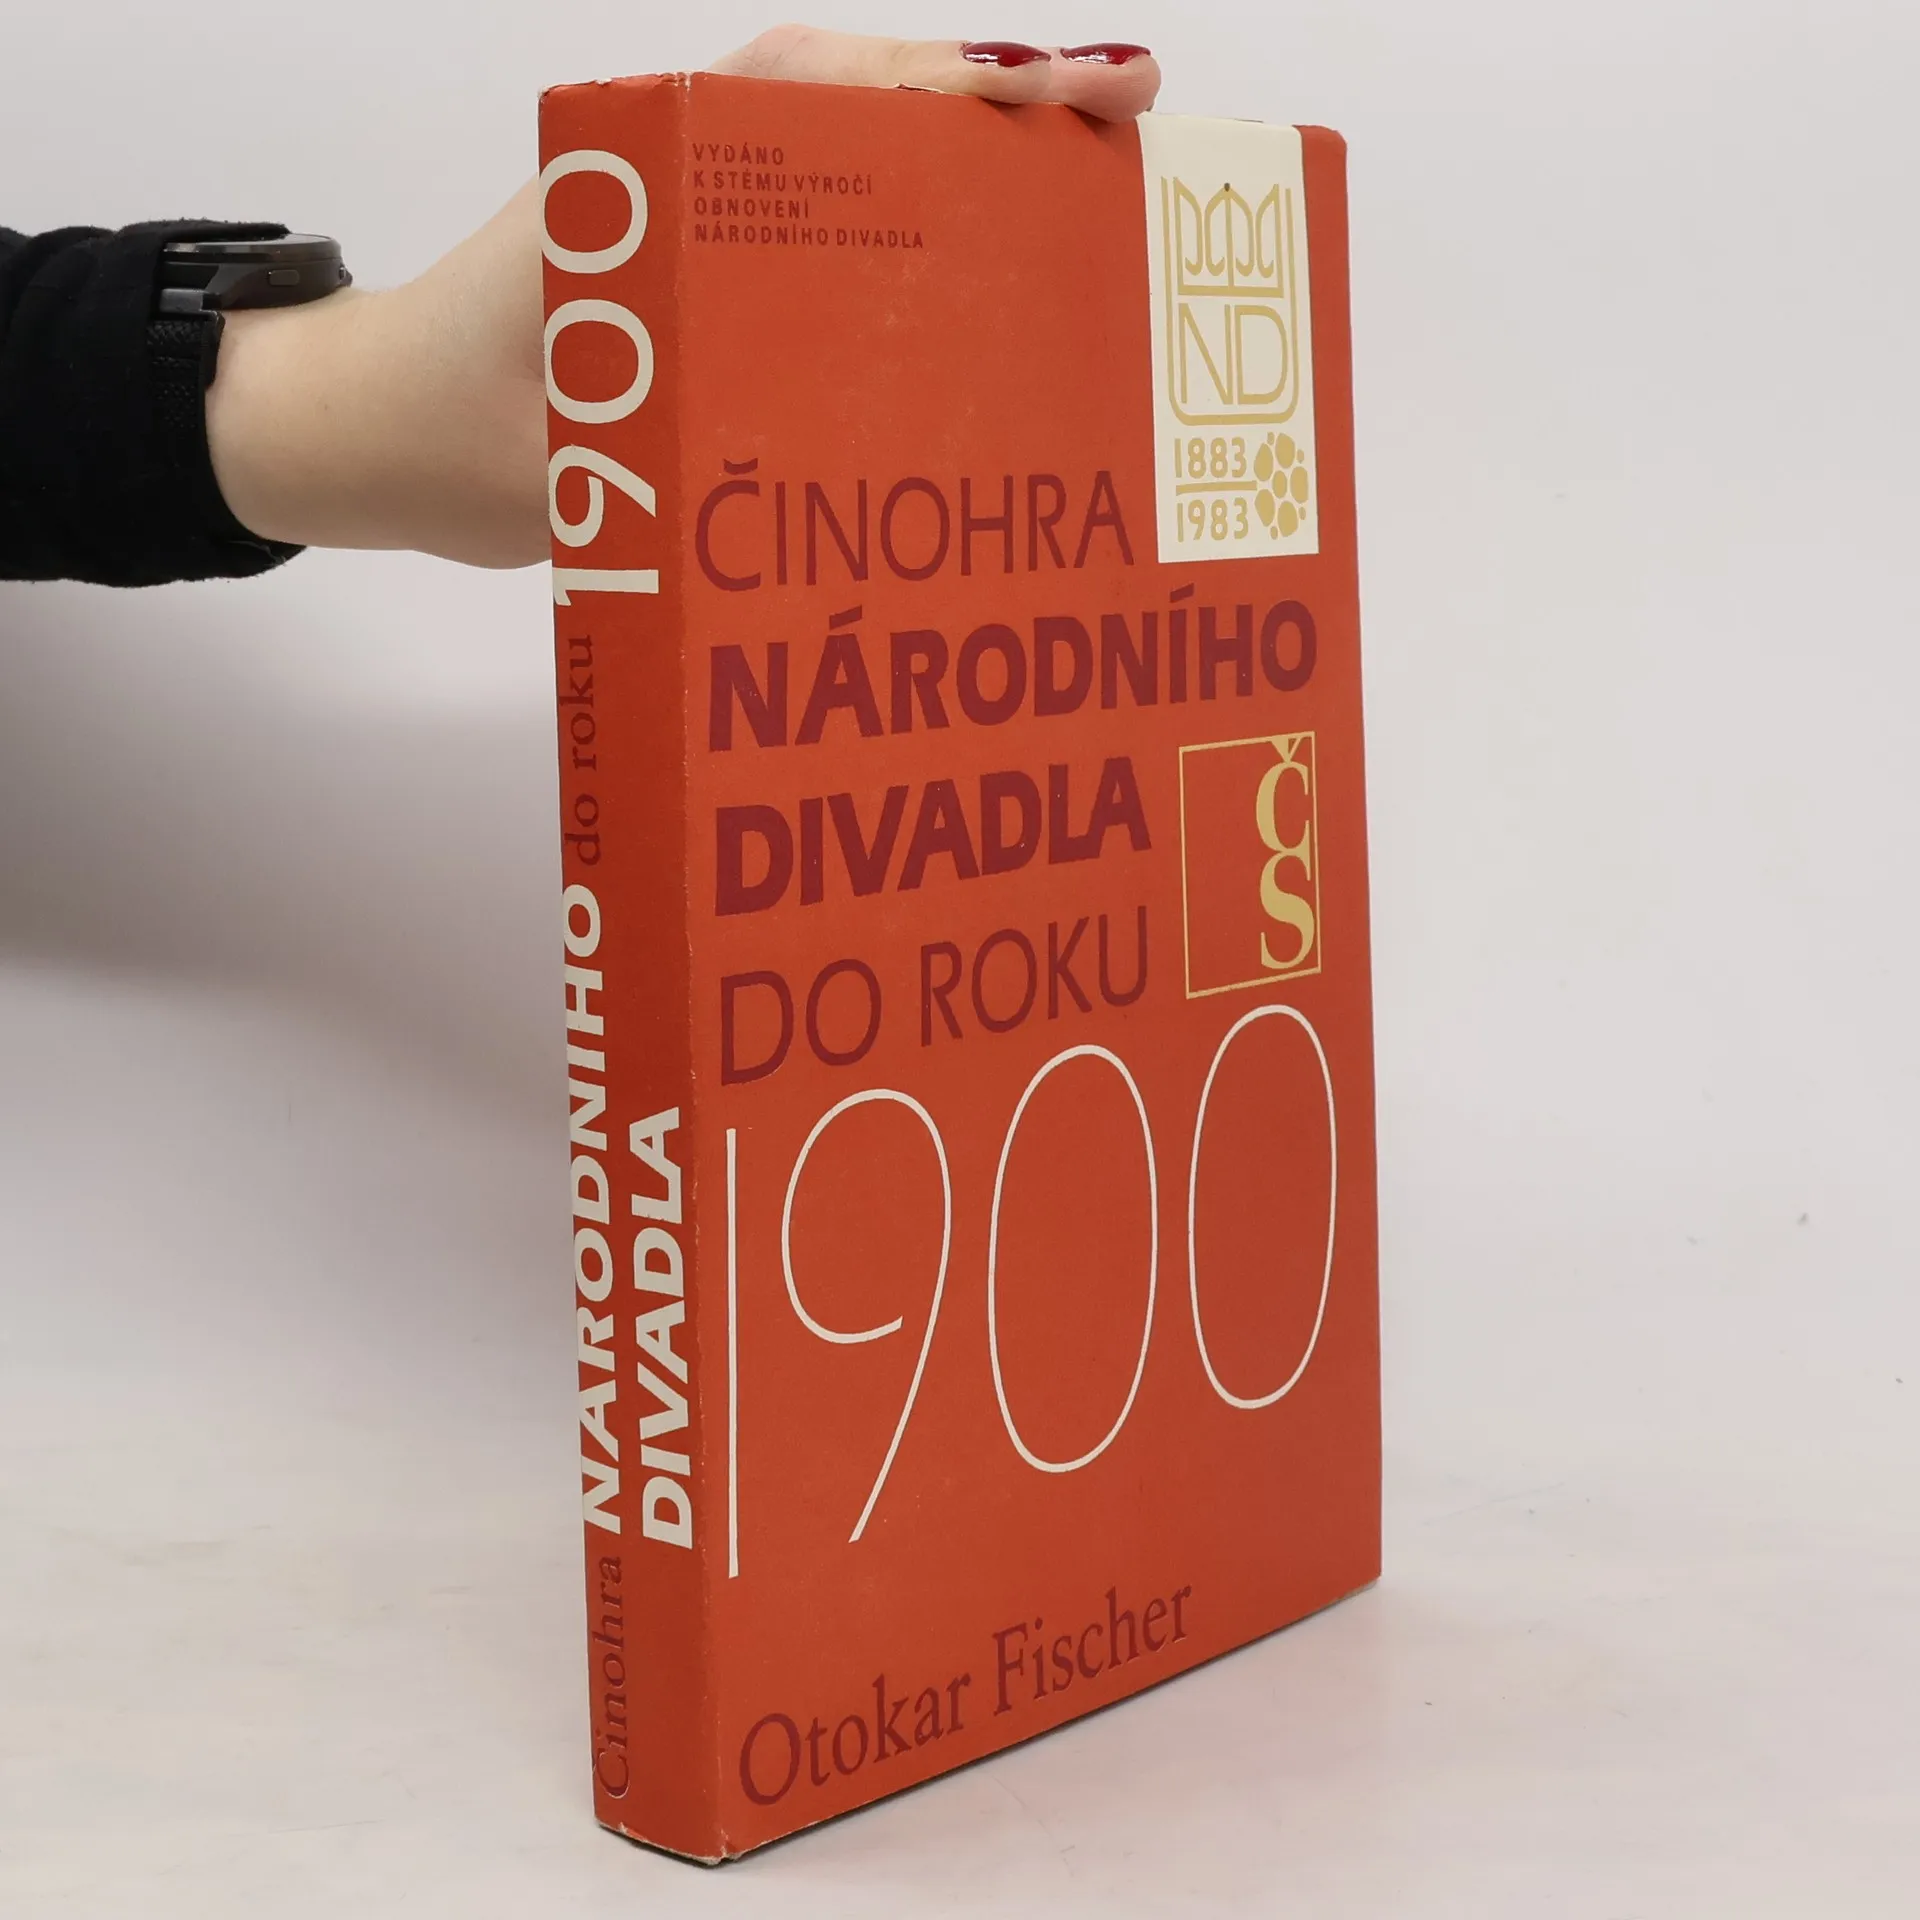 VYDÁNO
K STÉMU VÝROČÍ
OBNOVENÍ
NÁRODNÍHO DIVADLA
ND
1883
1983
ČINOHRA
NÁRODNÍHO
DIVADLA
DO ROKU
1900
ČS
Otokar Fischer
Činohra NÁRODNÍHO do roku 1900
DIVADLA